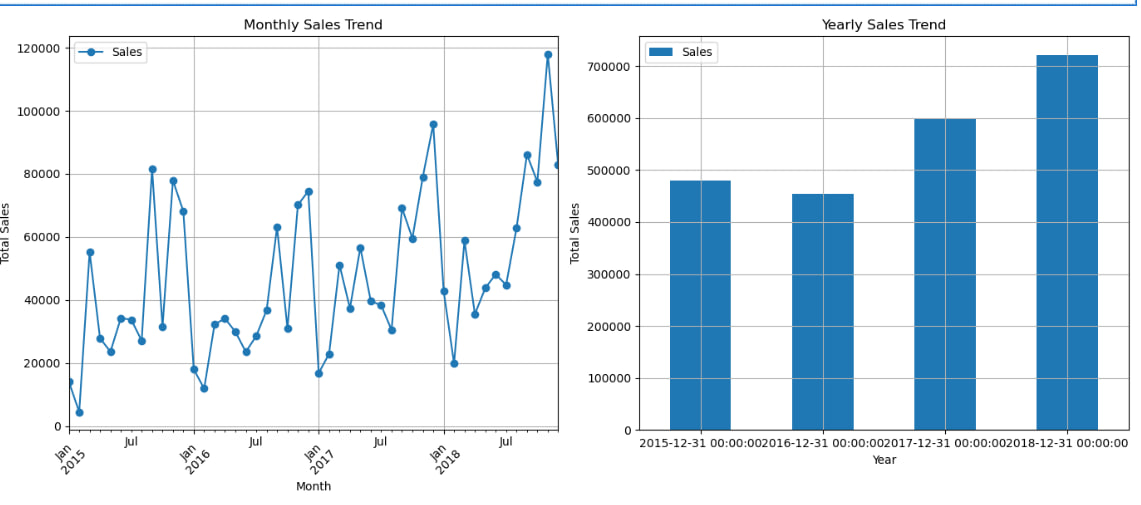 Monthly Sales Trend
Sales
120000
100000
80000
60000
40000
20000
0
Total Sales
Jan
2015
Jul
Jan
2016
Jul
Jan
2017
Jul
Jan
2018
Jul
Month
Yearly Sales Trend
Sales
700000
600000
500000
400000
300000
200000
100000
0
Total Sales
2015-12-31 00:00:00 2016-12-31 00:00:00 2017-12-31 00:00:00 2018-12-31 00:00:00
Year